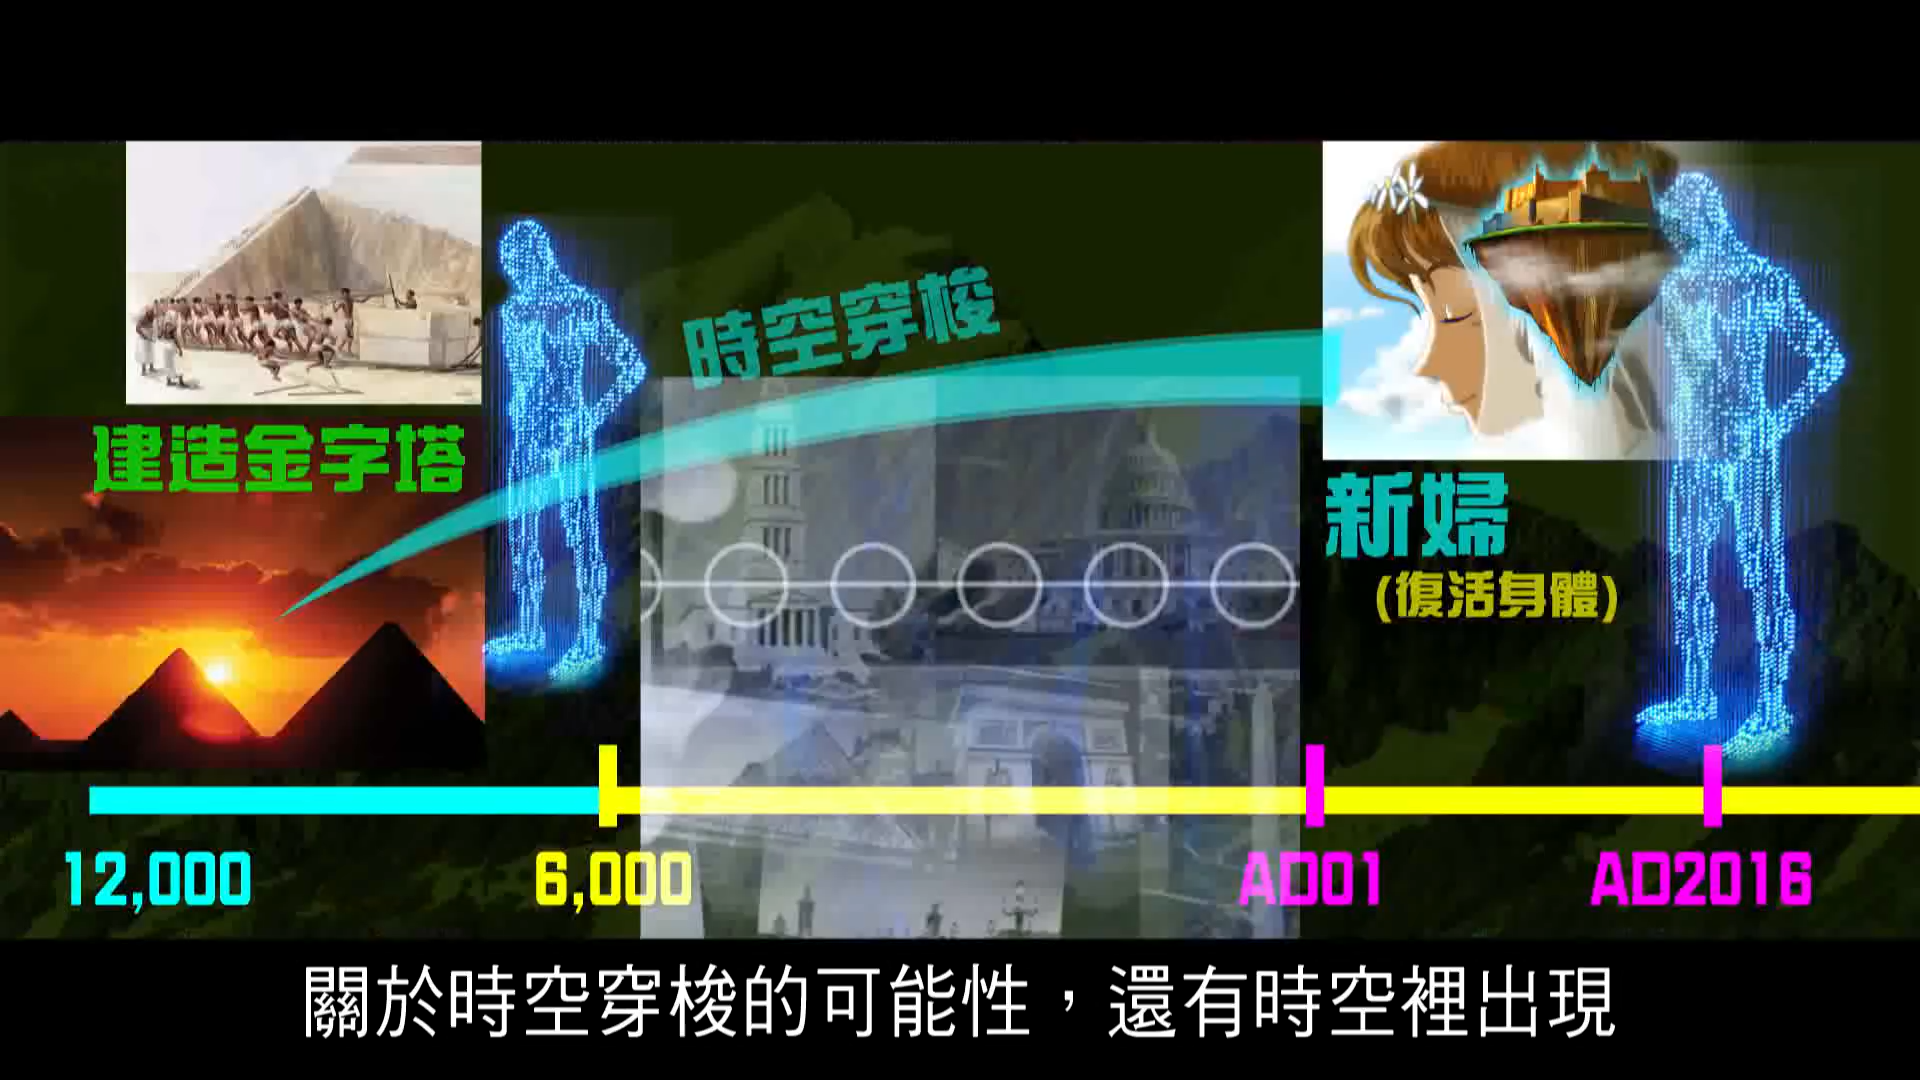 時空穿梭
建造金字塔
新婦
(復活身體)
12,000
6,000
AD01
AD2016
關於時空穿梭的可能性，還有時空裡出現